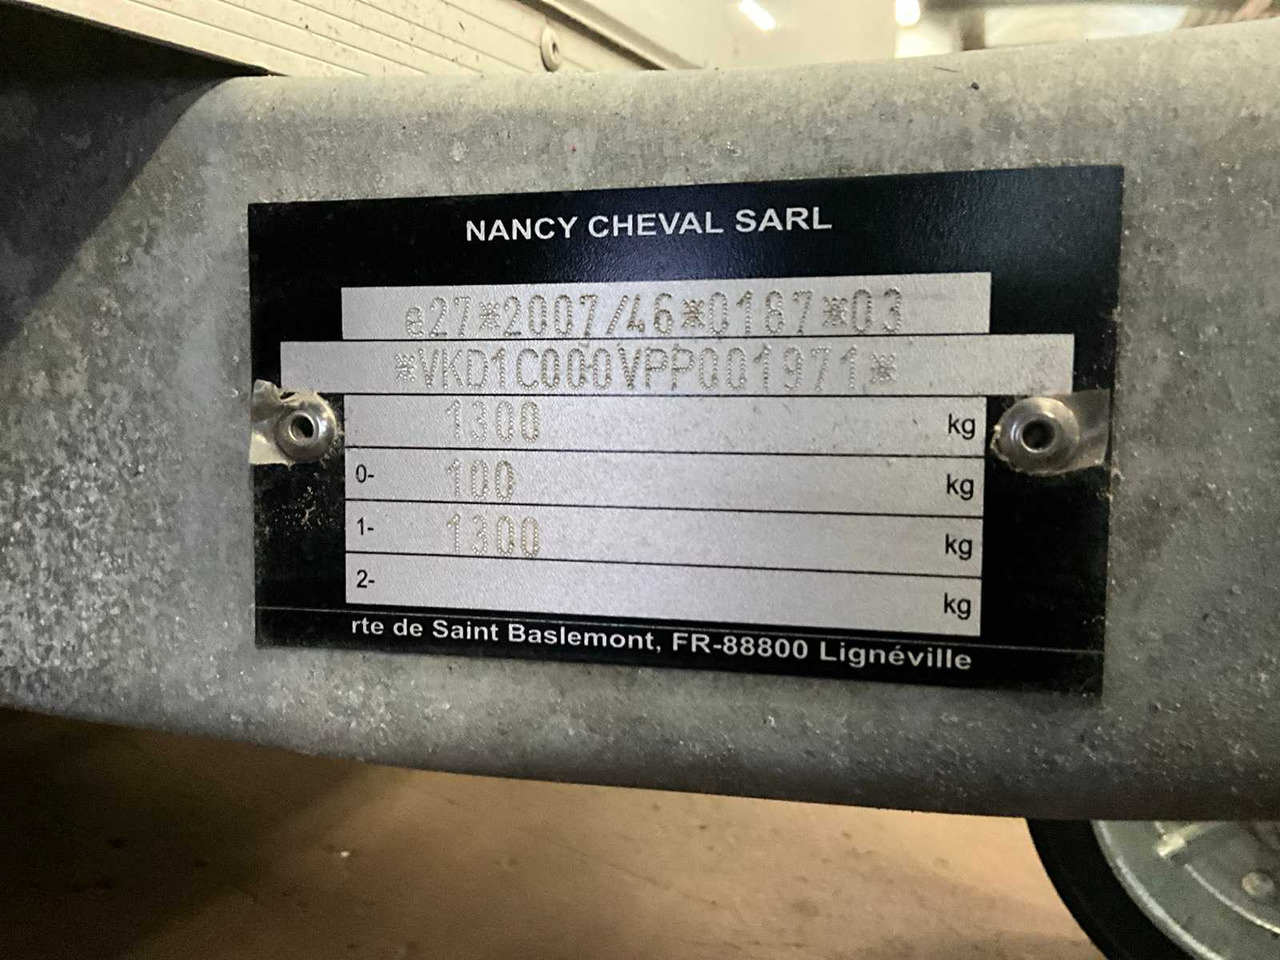 NANCY CHEVAL SARL
e27*2007/46*0187*03
*VKD1C000VPP001971*
1300 kg
0- 100 kg
1- 1300 kg
2- kg
rte de Saint Baslemont, FR-88800 Lignéville